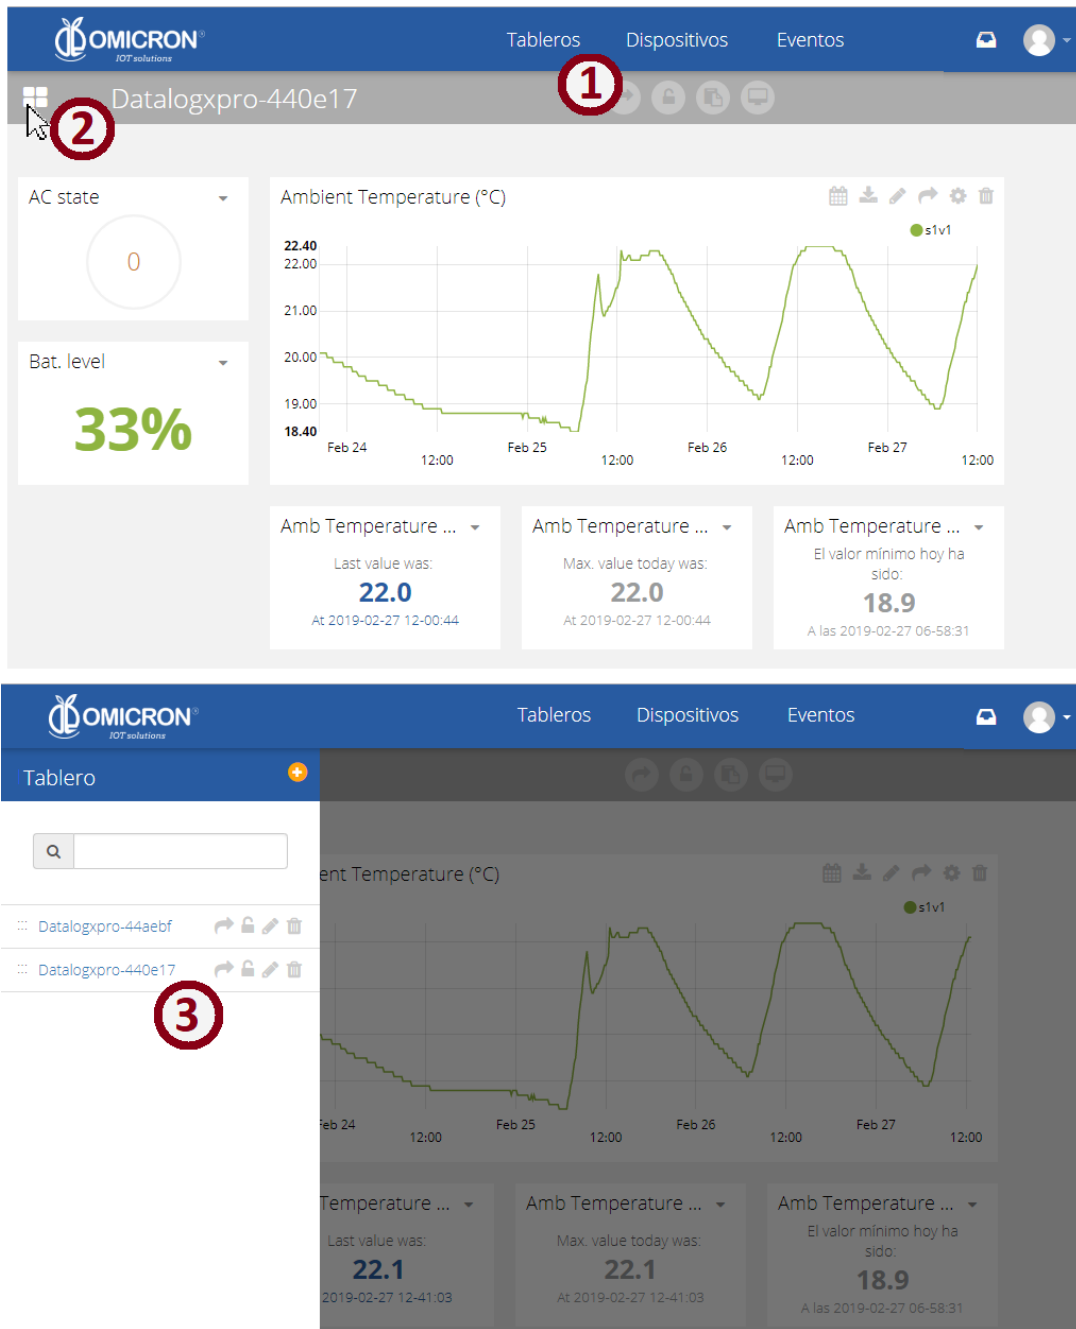 OMICRON®
IOT solutions
Tableros Dispositivos Eventos
1
Datalogxpro-440e17
2
AC state
0
Bat. level
33%
Ambient Temperature (°C)
s1v1
22.40
22.00
21.00
20.00
19.00
18.40
Feb 24 12:00 Feb 25 12:00 Feb 26 12:00 Feb 27 12:00
Amb Temperature ...
Last value was:
22.0
At 2019-02-27 12-00:44
Amb Temperature ...
Max. value today was:
22.0
At 2019-02-27 12-00:44
Amb Temperature ...
El valor mínimo hoy ha
sido:
18.9
A las 2019-02-27 06-58:31
OMICRON®
IOT solutions
Tableros Dispositivos Eventos
Tablero
Datalogxpro-44aebf
Datalogxpro-440e17
3
ent Temperature (°C)
s1v1
Feb 24 12:00 Feb 25 12:00 Feb 26 12:00 Feb 27 12:00
Temperature ...
Last value was:
22.1
2019-02-27 12-41:03
Amb Temperature ...
Max. value today was:
22.1
At 2019-02-27 12-41:03
Amb Temperature ...
El valor mínimo hoy ha
sido:
18.9
A las 2019-02-27 06-58:31